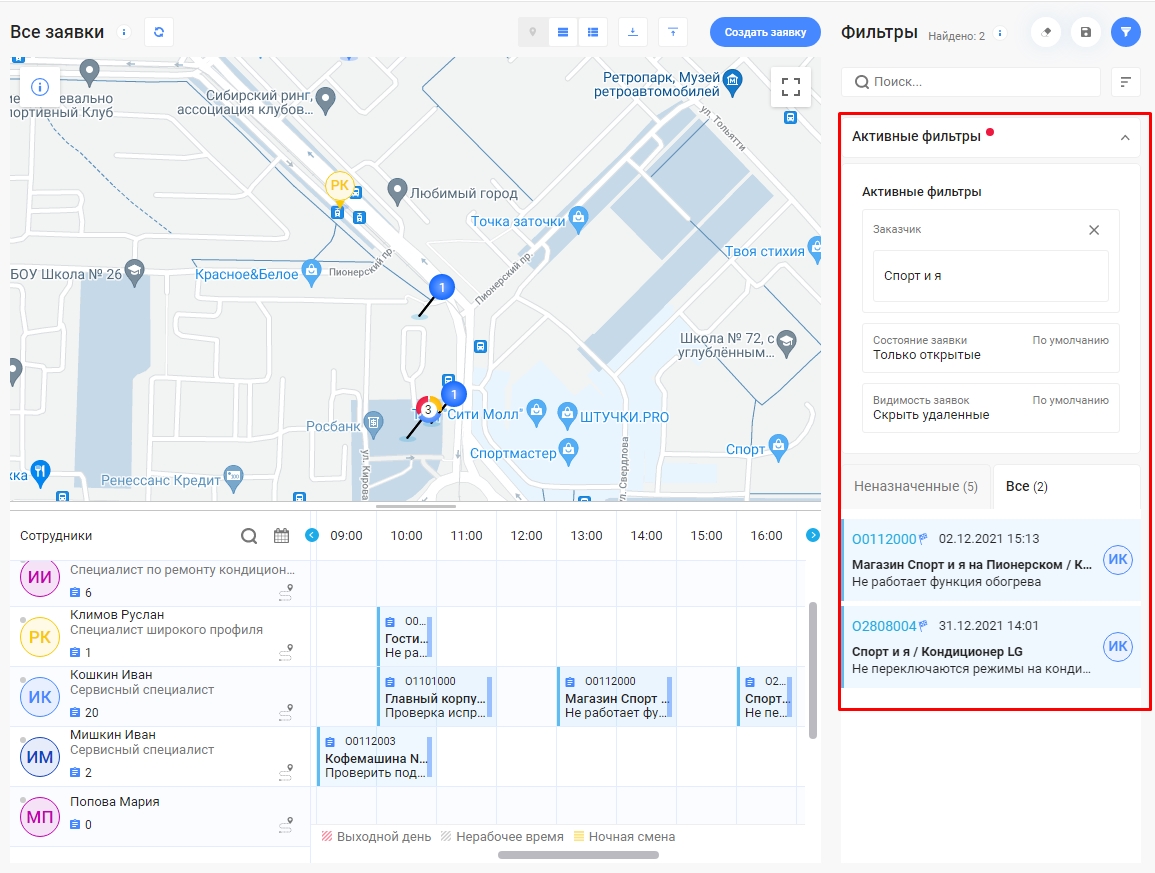 Все заявки
Создать заявку
Фильтры
Найдено: 2
Поиск...
Активные фильтры
Активные фильтры
Заказчик
Спорт и я
Состояние заявки
По умолчанию
Только открытые
Видимость заявок
По умолчанию
Скрыть удаленные
Неназначенные (5)
Все (2)
O0112000
02.12.2021 15:13
Магазин Спорт и я на Пионерском / К...
Не работает функция обогрева
ИК
O2808004
31.12.2021 14:01
Спорт и я / Кондиционер LG
Не переключаются режимы на конди...
ИК
Сибирский ринг,
ассоциация клубов...
Ретропарк, Музей
ретроавтомобилей
ул. Тольятти
РК
Любимый город
Точка заточки
Твоя стихия
БОУ Школа № 26
Красное&Белое
Пионерский пр.
Пионерский пр.
1
Школа № 72, с
углублённым...
1
3
"Сити Молл"
ШТУЧКИ.PRO
Росбанк
Спортмастер
Спорт
Ренессанс Кредит
ул. Кирова
ул. Свердлова
Сотрудники
09:00
10:00
11:00
12:00
13:00
14:00
15:00
16:00
ИИ
Специалист по ремонту кондицион...
6
РК
Климов Руслан
Специалист широкого профиля
1
O0...
Гости...
Не ра...
ИК
Кошкин Иван
Сервисный специалист
20
O1101000
Главный корпу...
Проверка испр...
O0112000
Магазин Спорт ...
Не работает фу...
O2...
Спорт...
Не пе...
ИМ
Мишкин Иван
Сервисный специалист
2
O0112003
Кофемашина N...
Проверить под...
МП
Попова Мария
0
Выходной день
Нерабочее время
Ночная смена